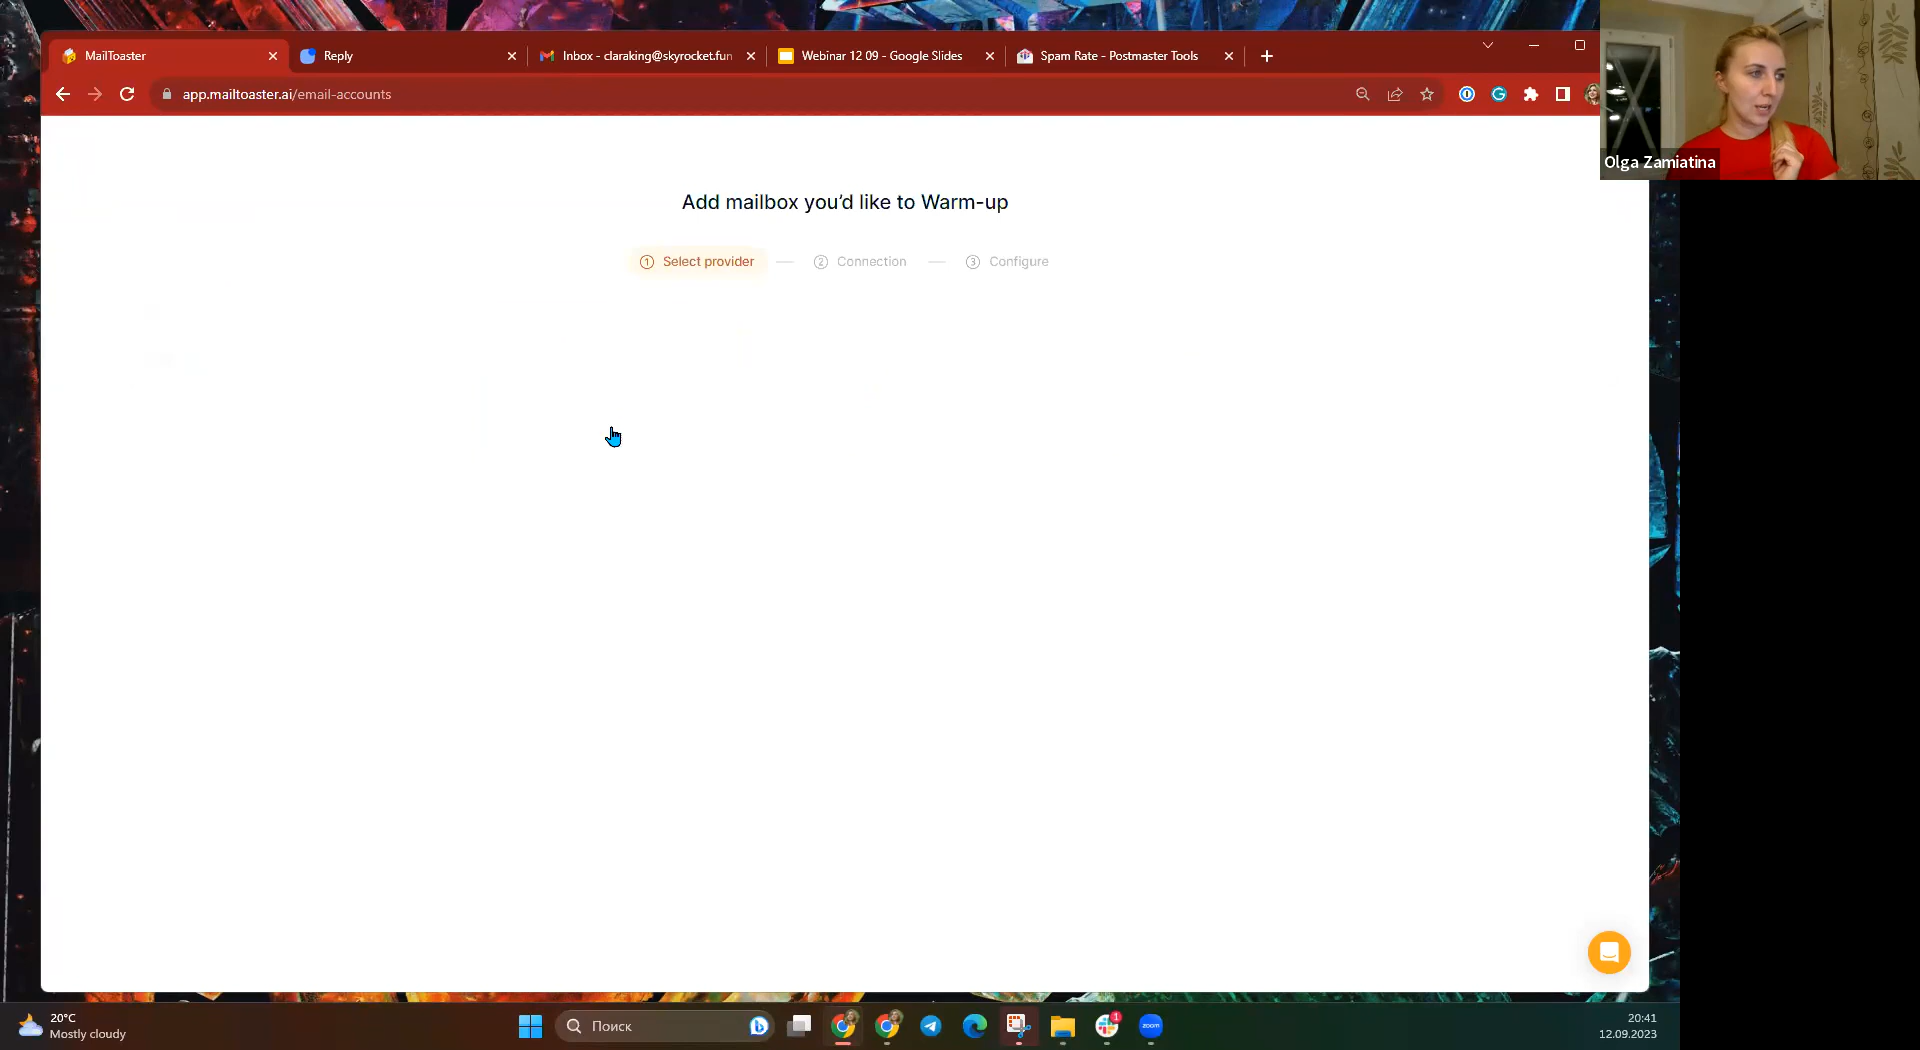 MailToaster
Reply
Inbox - claraking@skyrocket.fun
Webinar 12 09 - Google Slides
Spam Rate - Postmaster Tools
app.mailtoaster.ai/email-accounts
Olga Zamiatina
Add mailbox you'd like to Warm-up
1 Select provider
2 Connection
3 Configure
20°C
Mostly cloudy
Поиск
1
zoom
20:41
12.09.2023